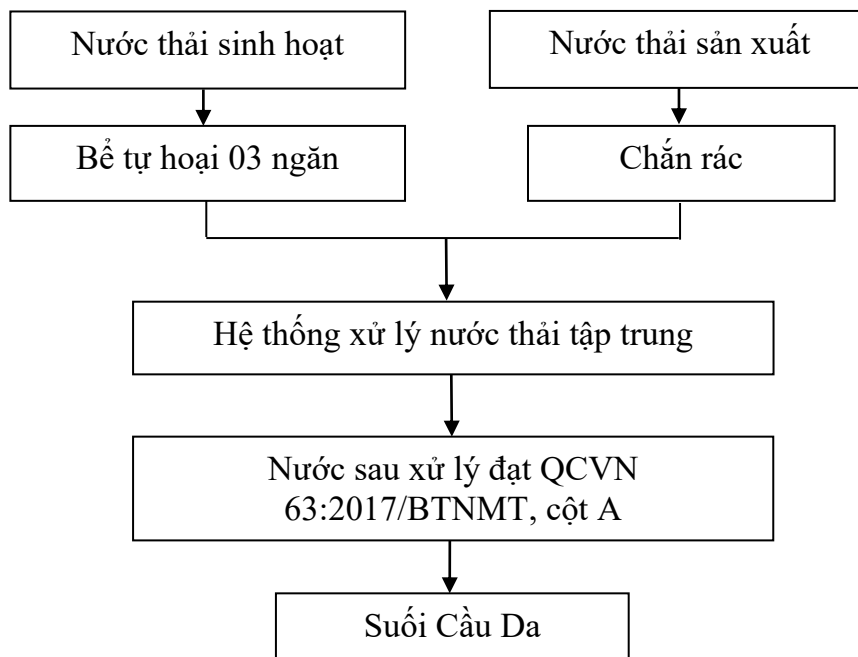 Nước thải sinh hoạt
Nước thải sản xuất
Bể tự hoại 03 ngăn
Chắn rác
Hệ thống xử lý nước thải tập trung
Nước sau xử lý đạt QCVN
63:2017/BTNMT, cột A
Suối Cầu Da